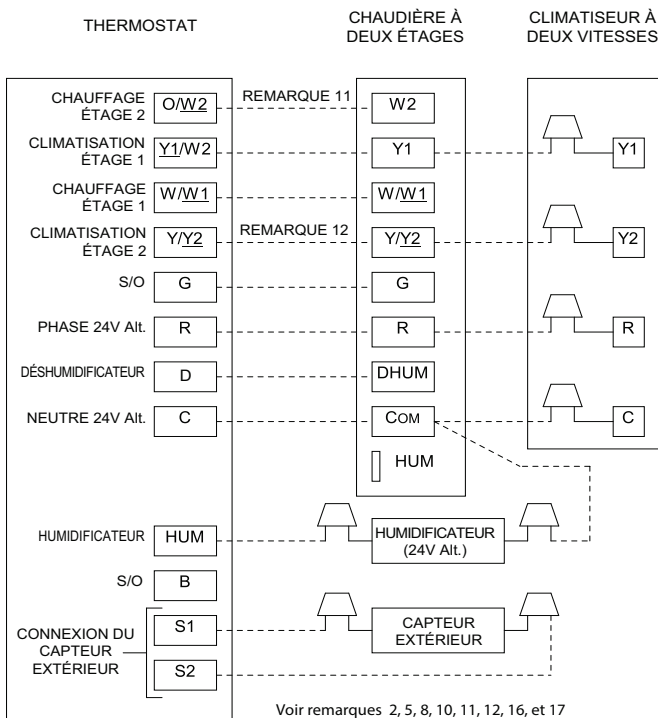 THERMOSTAT
CHAUDIÈRE À
DEUX ÉTAGES
CLIMATISEUR À
DEUX VITESSES
CHAUFFAGE
ÉTAGE 2
O/W2
REMARQUE 11
W2
CLIMATISATION
ÉTAGE 1
Y1/W2
Y1
Y1
CHAUFFAGE
ÉTAGE 1
W/W1
W/W1
CLIMATISATION
ÉTAGE 2
Y/Y2
REMARQUE 12
Y/Y2
Y2
S/O
G
G
PHASE 24V Alt.
R
R
R
DÉSHUMIDIFICATEUR
D
DHUM
NEUTRE 24V Alt.
C
COM
C
HUM
HUMIDIFICATEUR
HUM
HUMIDIFICATEUR
(24V Alt.)
S/O
B
CONNEXION DU
CAPTEUR
EXTÉRIEUR
S1
CAPTEUR
EXTÉRIEUR
S2
Voir remarques 2, 5, 8, 10, 11, 12, 16, et 17